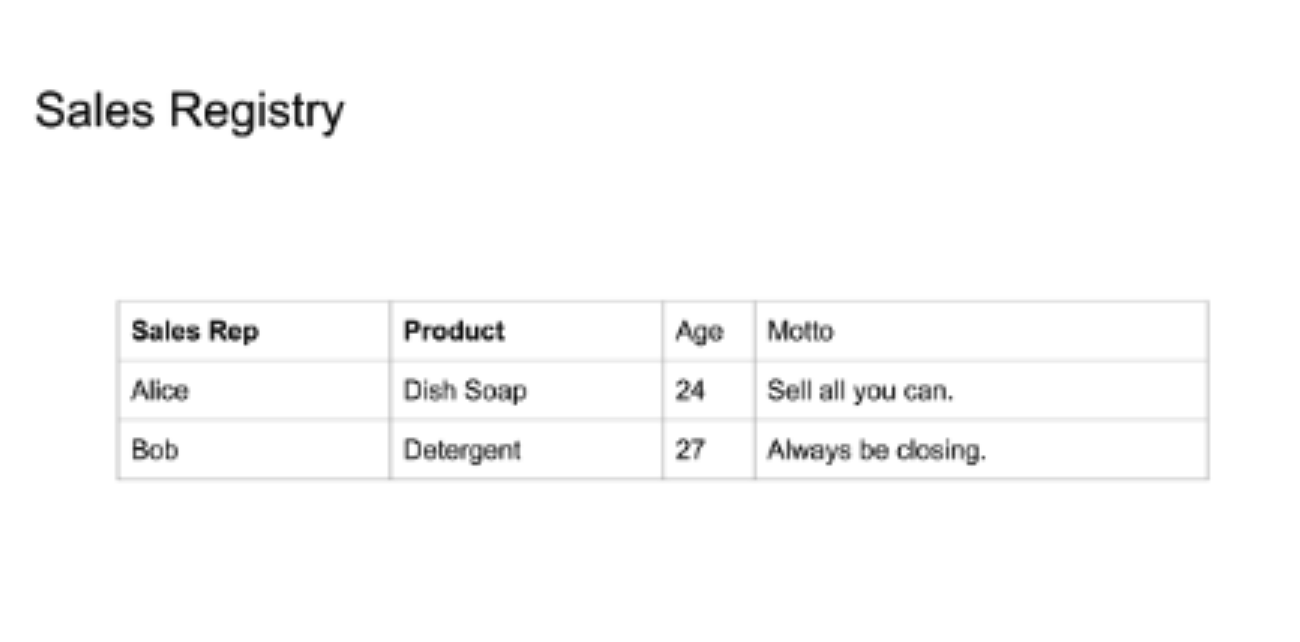 Sales Registry
Sales Rep Product Age Motto
Alice Dish Soap 24 Sell all you can.
Bob Detergent 27 Always be closing.